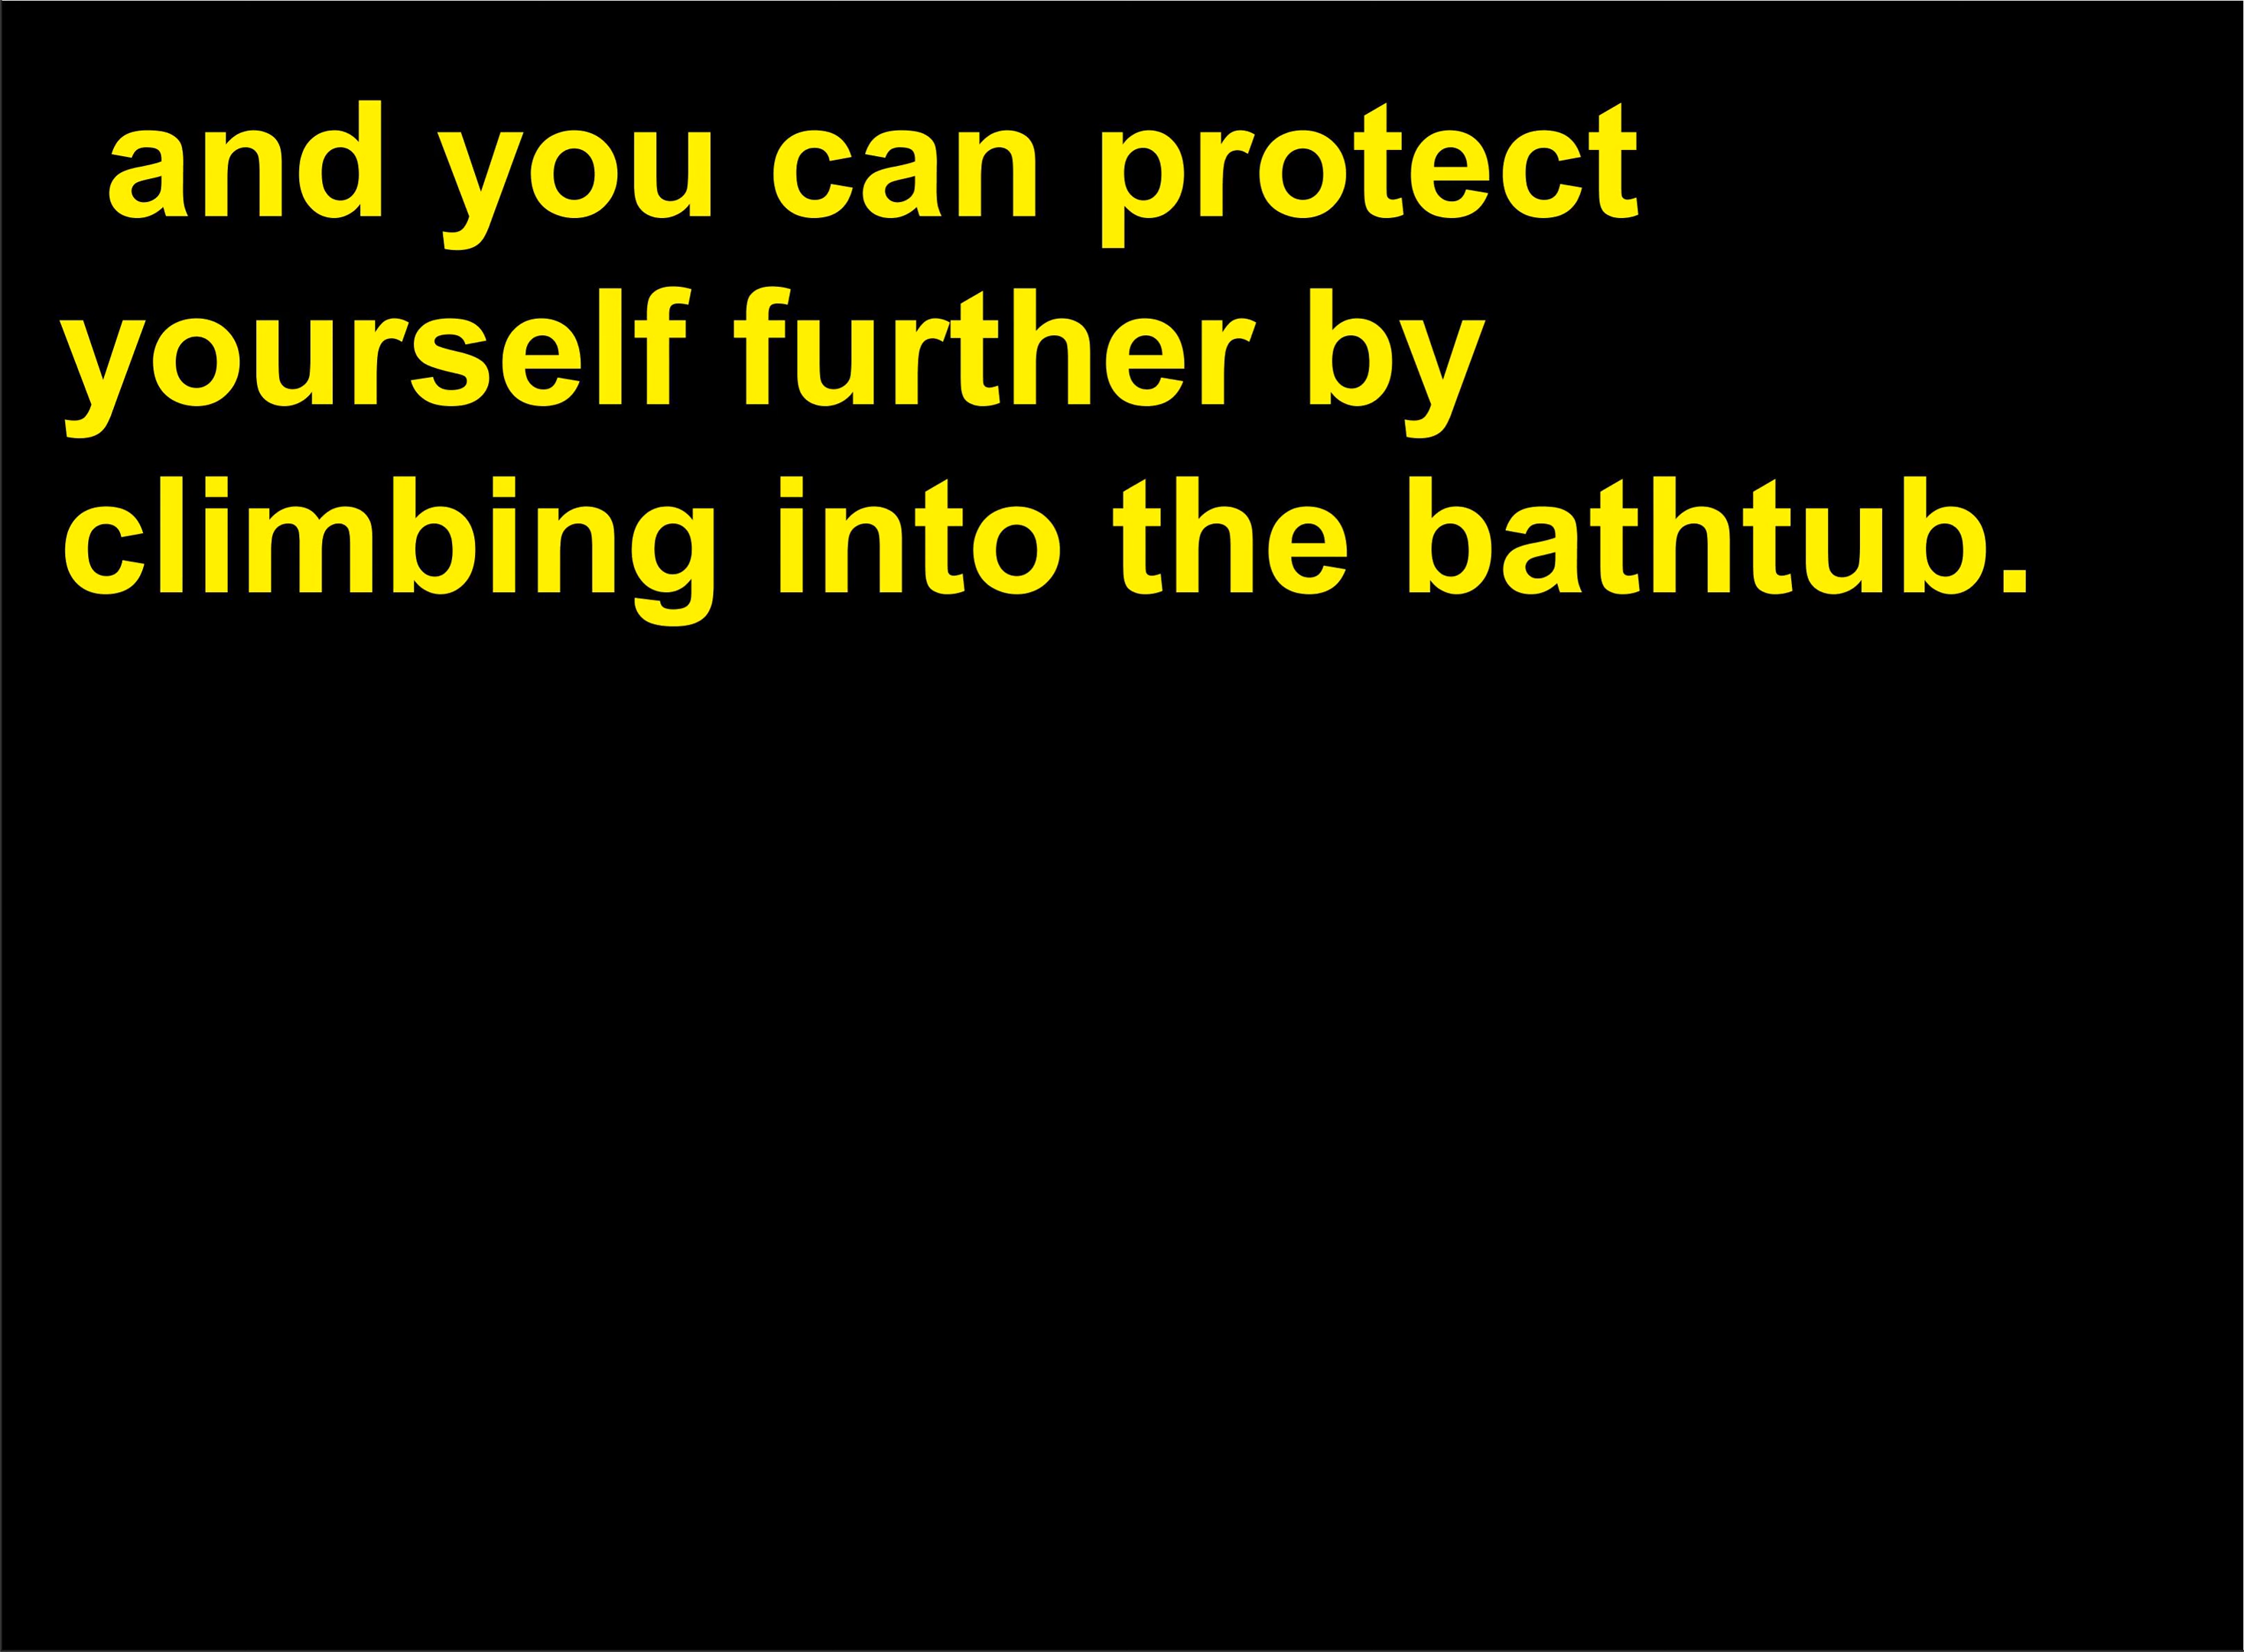 and you can protect
yourself further by
climbing into the bathtub.